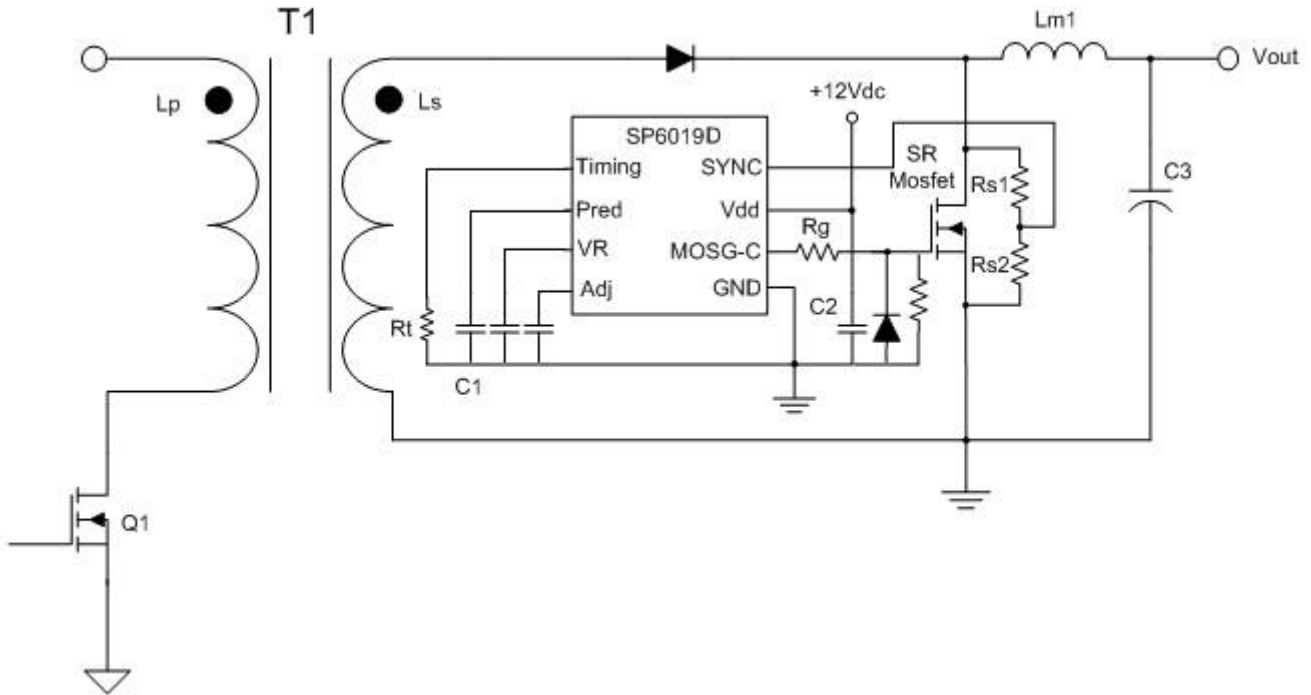 T1
Lm1
Vout
Lp
Ls
+12Vdc
SP6019D
Timing
SYNC
SR
Mosfet
Rs1
C3
Pred
Vdd
Rg
VR
MOSG-C
Rs2
Adj
GND
C2
Rt
C1
Q1